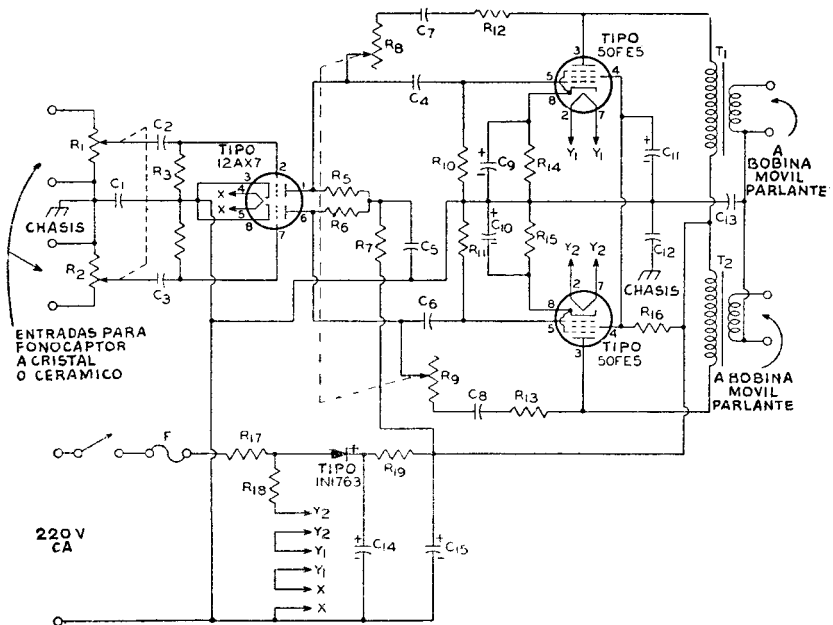 C7
R12
R8
TIPO
50FE5
3
5
4
8
2
7
Y1
Y1
T1
C4
R1
C2
TIPO
12AX7
R3
2
3
4
5
8
1
6
7
X
X
C1
CHASIS
R2
C3
R5
R6
R7
C5
R10
C9
R14
C11
A
BOBINA
MOVIL
PARLANTE
C13
R11
C10
R15
Y2
Y2
C12
CHASIS
T2
C6
2
7
8
5
4
3
R16
TIPO
50FE5
ENTRADAS PARA
FONOCAPTOR
A CRISTAL
O CERAMICO
R9
C8
R13
A BOBINA
MOVIL
PARLANTE
F
R17
TIPO
1N1763
R19
R18
220V
CA
Y2
Y2
Y1
Y1
X
X
C14
C15